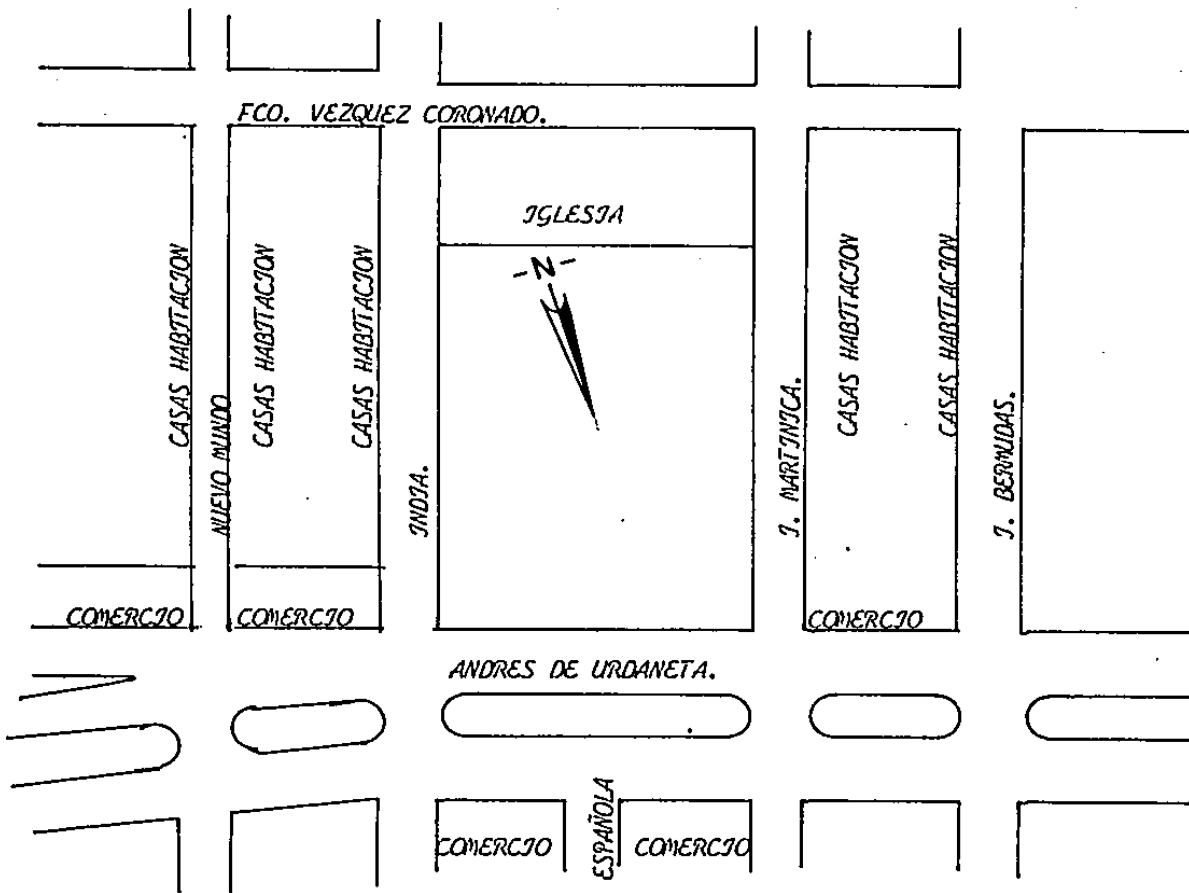 FCO. VEZQUEZ CORONADO.
IGLESIA
-N-
CASAS HABITACION
CASAS HABITACION
CASAS HABITACION
CASAS HABITACION
CASAS HABITACION
NUEVO MUNDO
INDIA.
I. MARTINICA.
I. BERMUDAS.
COMERCIO
COMERCIO
COMERCIO
ANDRES DE URDANETA.
ESPAÑOLA
COMERCIO
COMERCIO